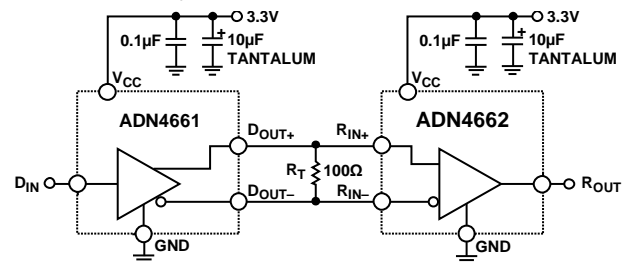 3.3V
0.1µF
+
10µF
TANTALUM
VCC
ADN4661
DIN
DOUT+
DOUT–
GND
RT
100Ω
3.3V
0.1µF
+
10µF
TANTALUM
VCC
ADN4662
RIN+
RIN–
ROUT
GND